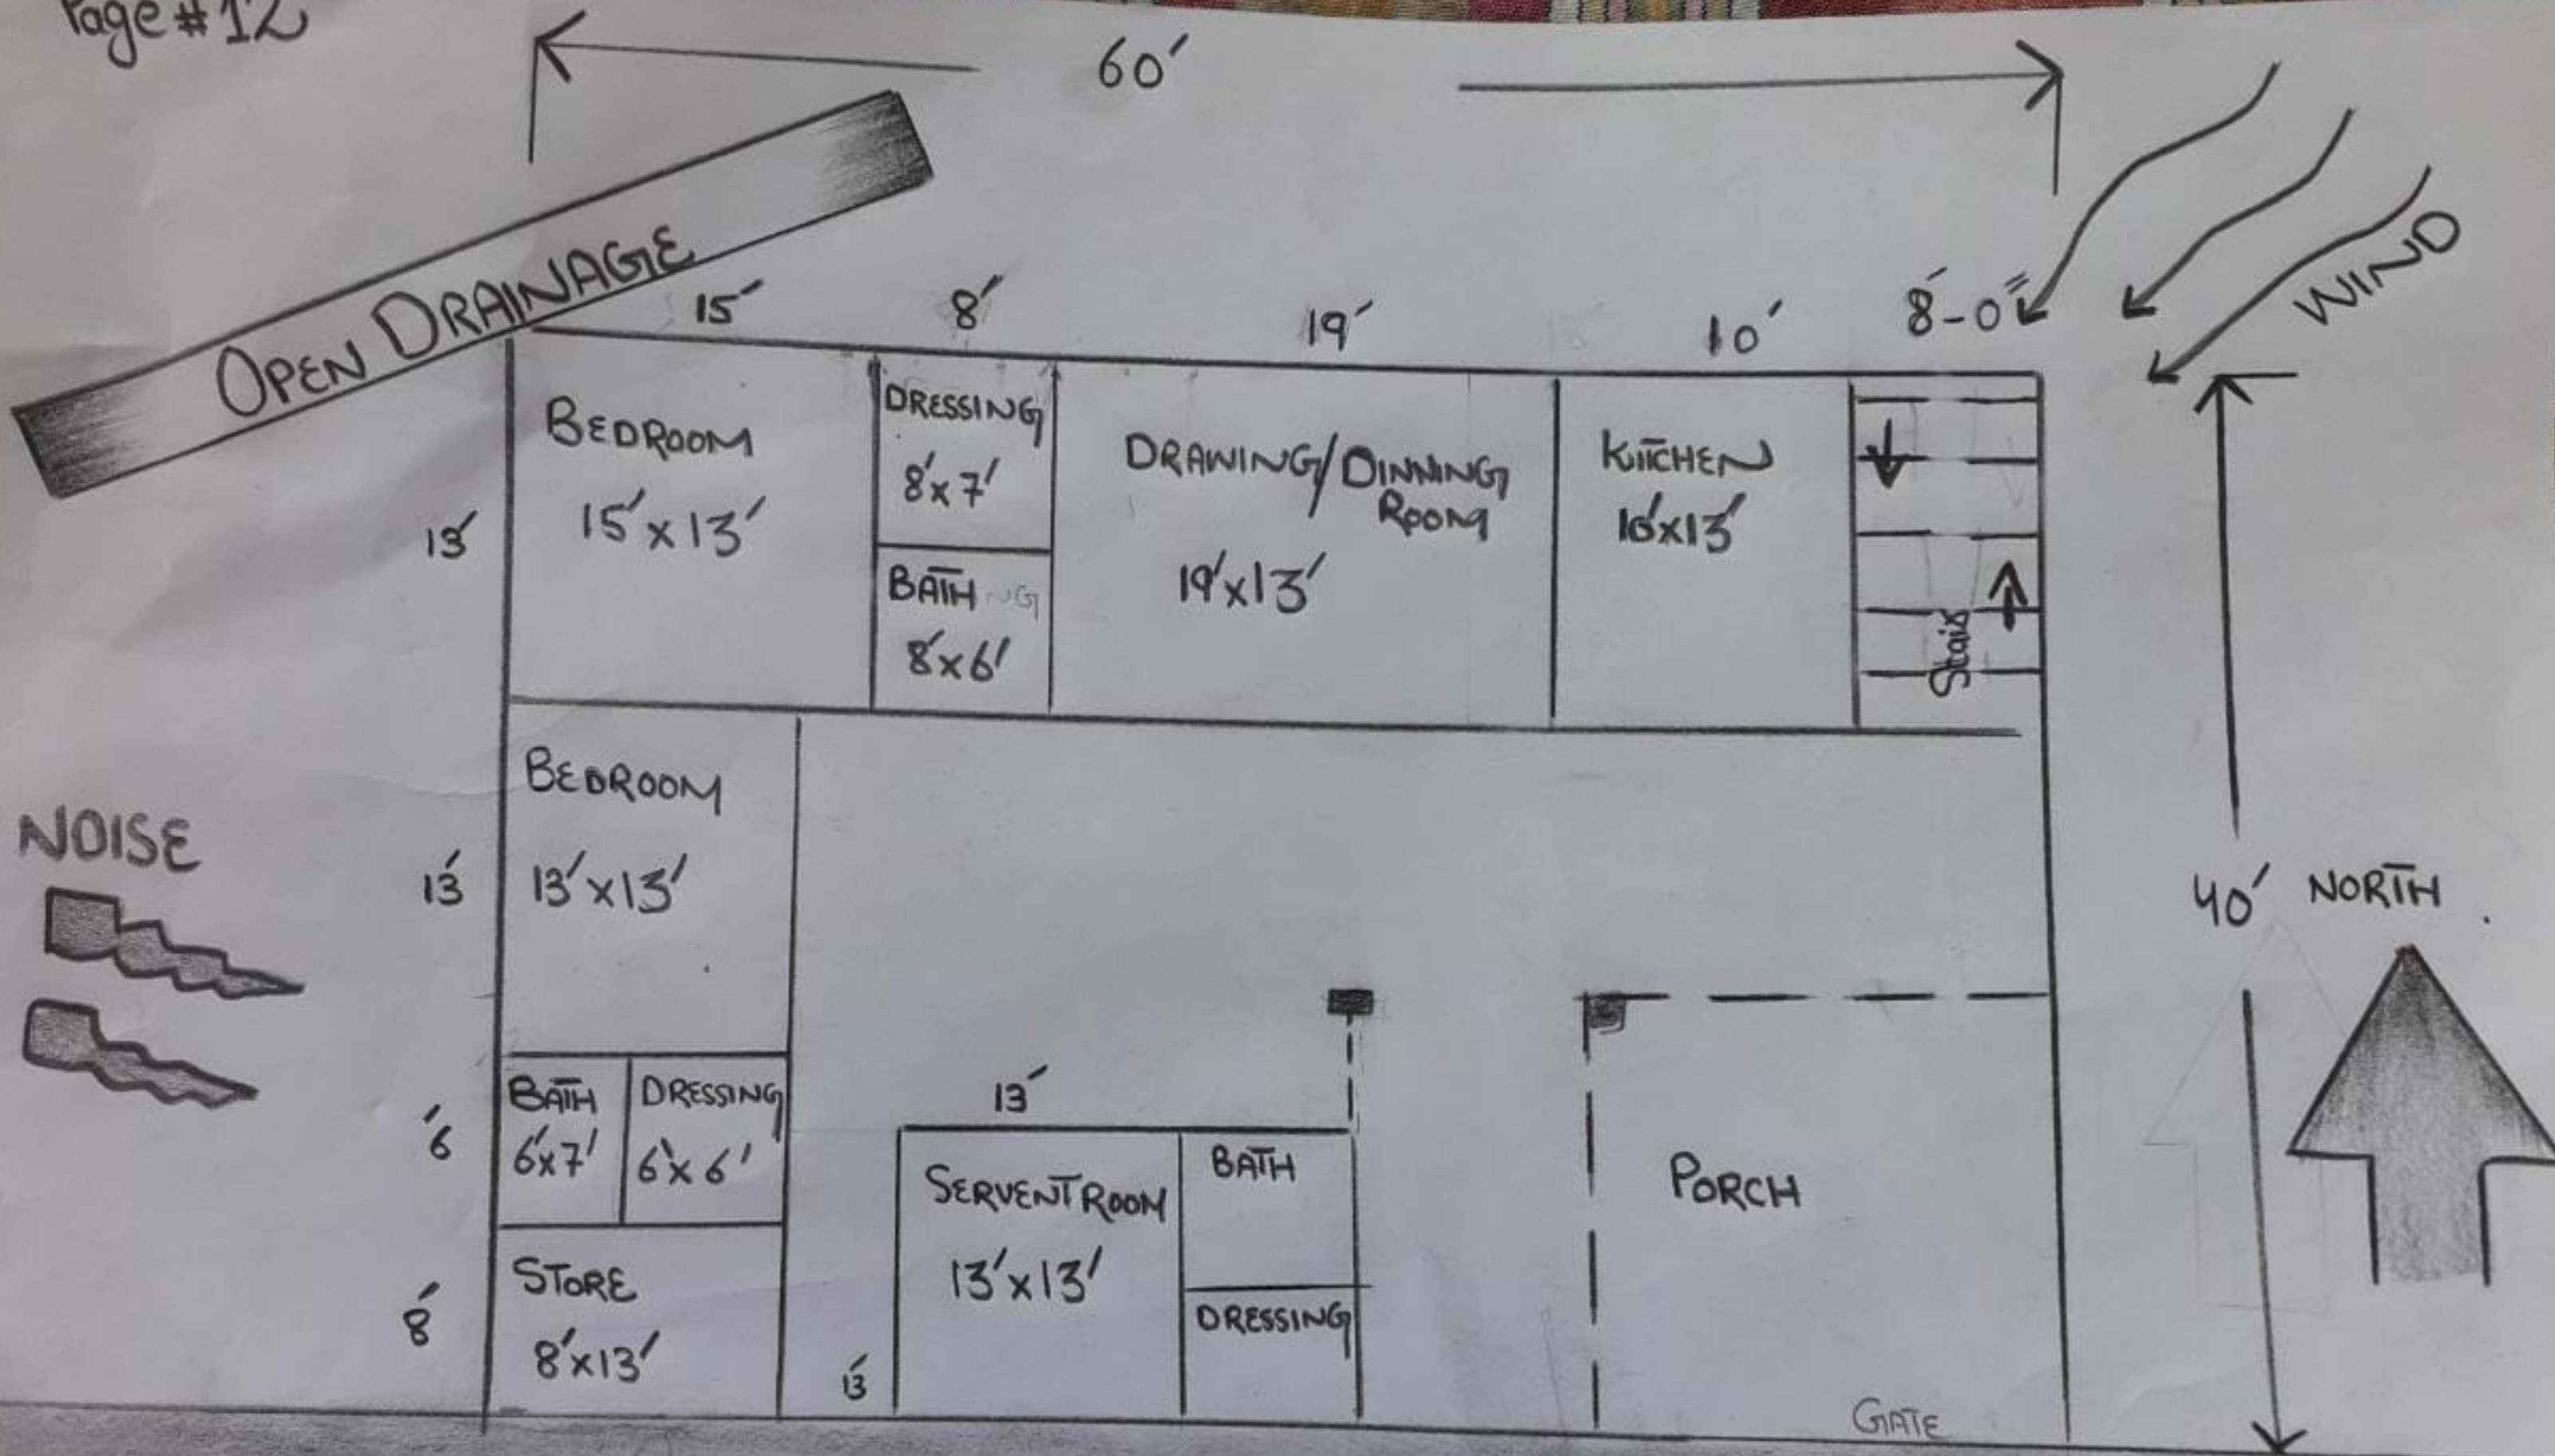 Page #12
60'
WIND
OPEN DRAINAGE
15'
8'
19'
10'
8'-0"
13'
BEDROOM
15'x13'
DRESSING
8'x7'
BATH NG
8'x6'
DRAWING/DINNING
ROOM
19'x13'
KITCHEN
10'x13'
Stair
NOISE
13'
BEDROOM
13'x13'
40'
NORTH
6'
BATH
6'x7'
DRESSING
6'x6'
13'
SERVENT ROOM
13'x13'
BATH
DRESSING
PORCH
8'
STORE
8'x13'
13'
GATE